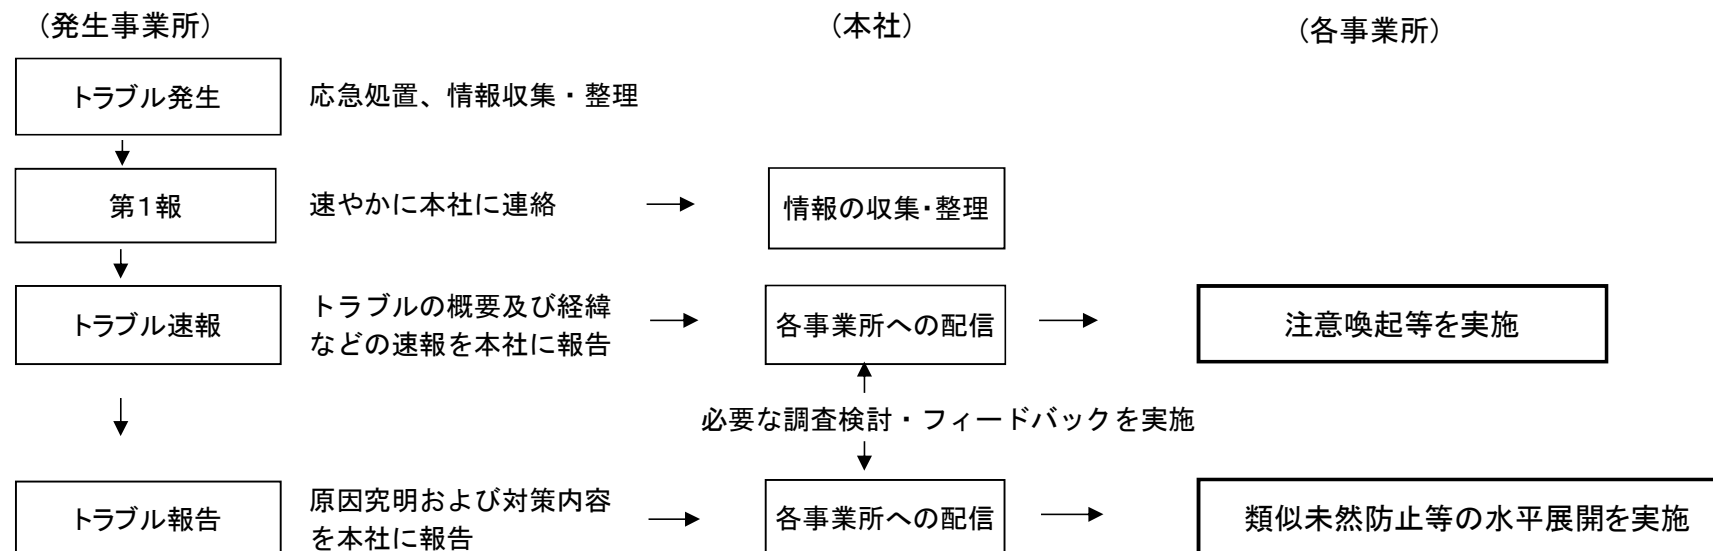 （発生事業所）
（本社）
（各事業所）
トラブル発生
応急処置、情報収集・整理
第１報
速やかに本社に連絡
情報の収集・整理
トラブル速報
トラブルの概要及び経緯
などの速報を本社に報告
各事業所への配信
注意喚起等を実施
必要な調査検討・フィードバックを実施
トラブル報告
原因究明および対策内容
を本社に報告
各事業所への配信
類似未然防止等の水平展開を実施